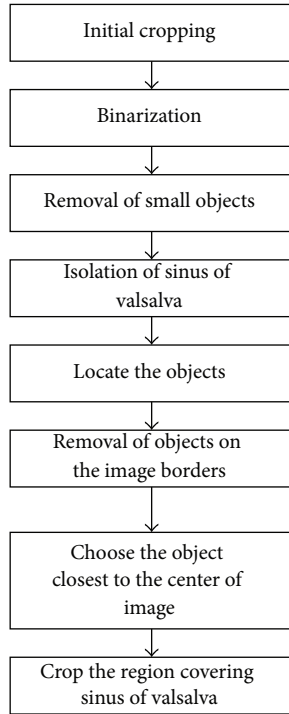 Initial cropping
Binarization
Removal of small objects
Isolation of sinus of
valsalva
Locate the objects
Removal of objects on
the image borders
Choose the object
closest to the center of
image
Crop the region covering
sinus of valsalva